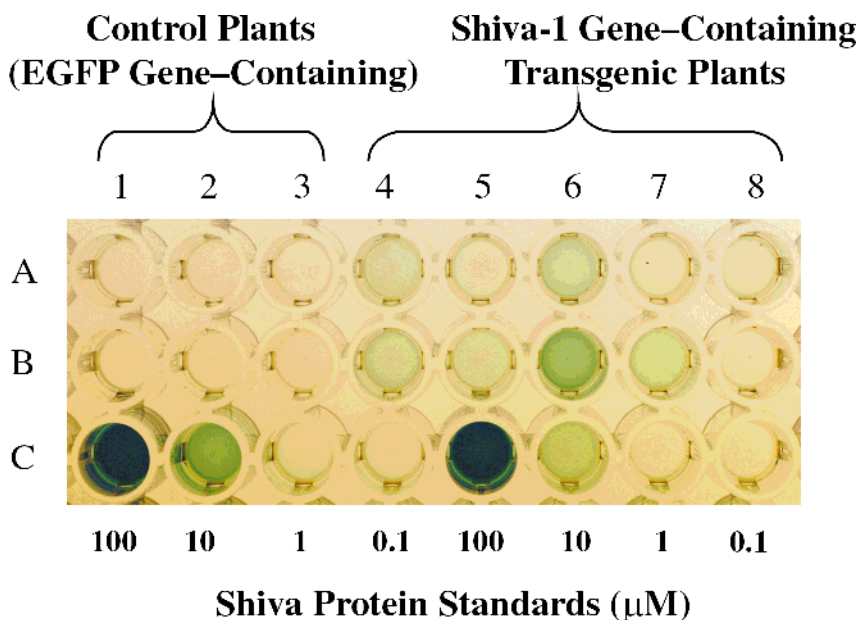 Control Plants
(EGFP Gene–Containing)
Shiva-1 Gene–Containing
Transgenic Plants
1 2 3 4 5 6 7 8
A
B
C
100 10 1 0.1 100 10 1 0.1
Shiva Protein Standards (μM)